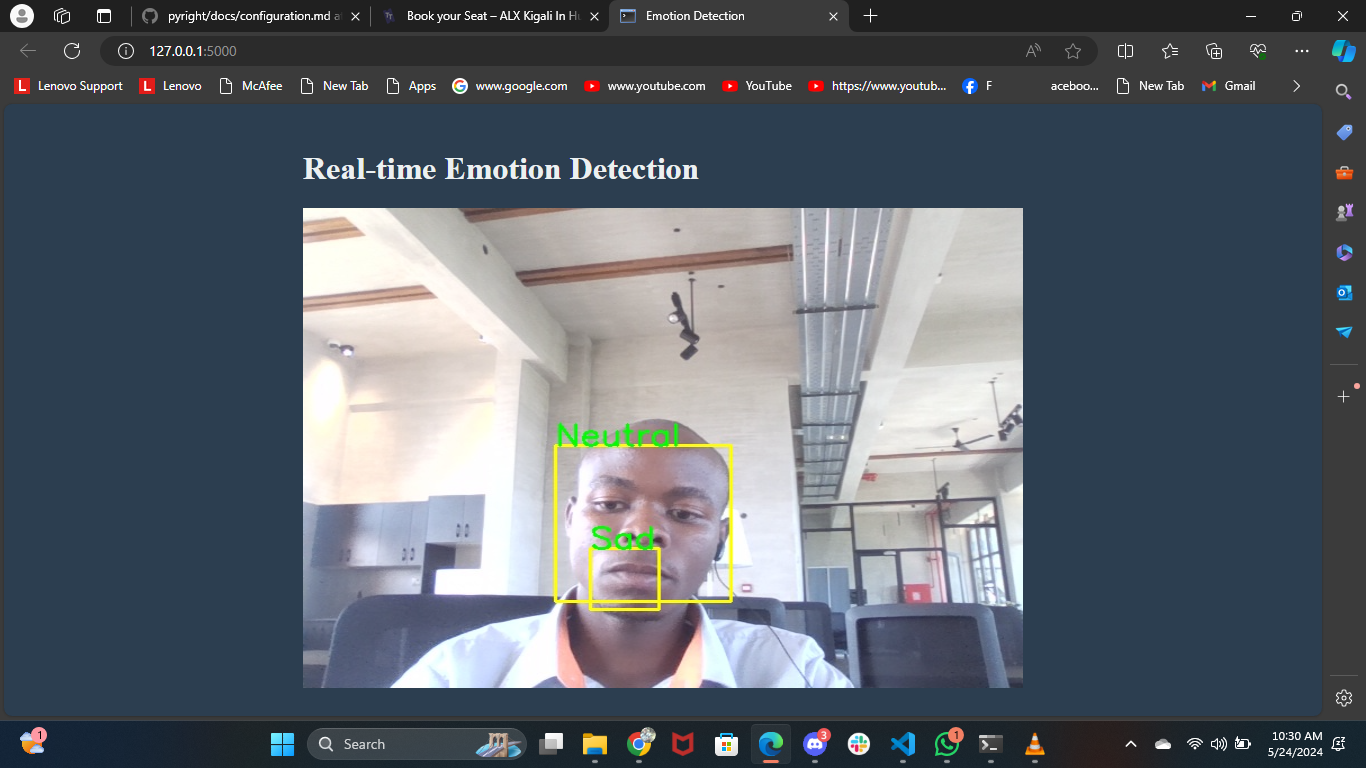 pyright/docs/configuration.md a
Book your Seat – ALX Kigali In Hu
Emotion Detection
127.0.0.1:5000
Lenovo Support
Lenovo
McAfee
New Tab
Apps
www.google.com
www.youtube.com
YouTube
https://www.youtub...
F aceboo...
New Tab
Gmail
Real-time Emotion Detection
Neutral
Sad
1
Search
3
1
10:30 AM
5/24/2024